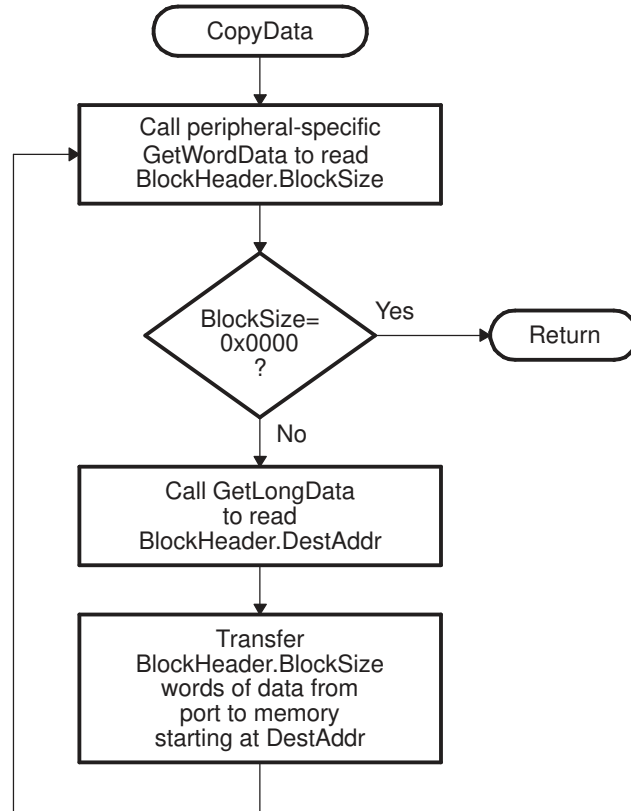 CopyData
Call peripheral-specific
GetWordData to read
BlockHeader.BlockSize
BlockSize=
0x0000
?
Yes
Return
No
Call GetLongData
to read
BlockHeader.DestAddr
Transfer
BlockHeader.BlockSize
words of data from
port to memory
starting at DestAddr